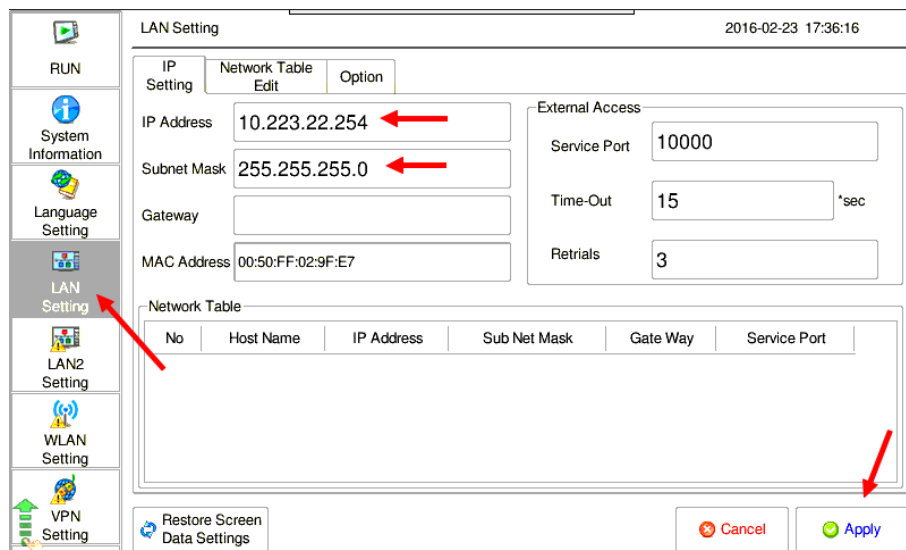 LAN Setting
2016-02-23 17:36:16
RUN
System
Information
Language
Setting
LAN
Setting
LAN2
Setting
WLAN
Setting
VPN
Setting
IP
Setting
Network Table
Edit
Option
IP Address
10.223.22.254
Subnet Mask
255.255.255.0
Gateway
MAC Address
00:50:FF:02:9F:E7
External Access
Service Port
10000
Time-Out
15
*sec
Retrials
3
Network Table
No Host Name IP Address Sub Net Mask Gate Way Service Port
Restore Screen
Data Settings
Cancel
Apply